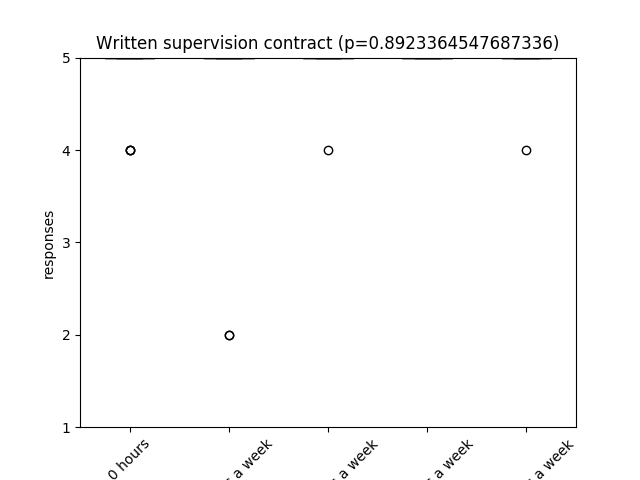 Written supervision contract (p=0.8923364547687336)
5
4
3
2
1
responses
0 hours
a week
a week
a week
a week